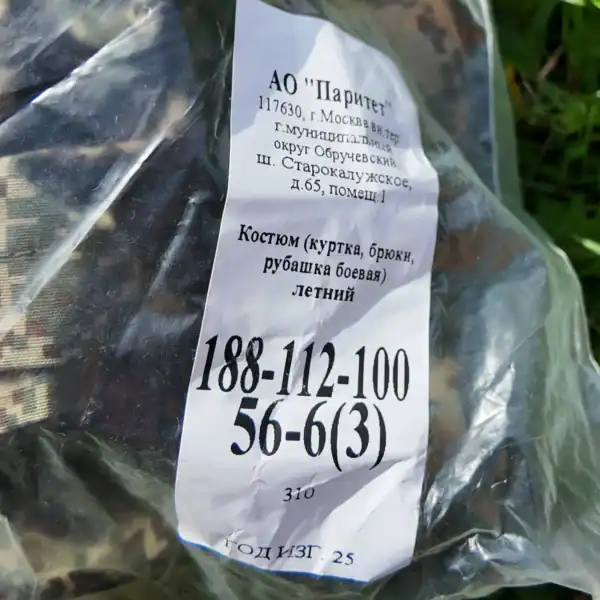 АО "Паритет"
117630, г. Москва вн.тер.
г.муниципальный
округ Обручевский
ш. Старокалужское,
д.65, помещ.1
Костюм (куртка, брюки,
рубашка боевая)
летний
188-112-100
56-6(3)
310
ГОД ИЗГ. 25